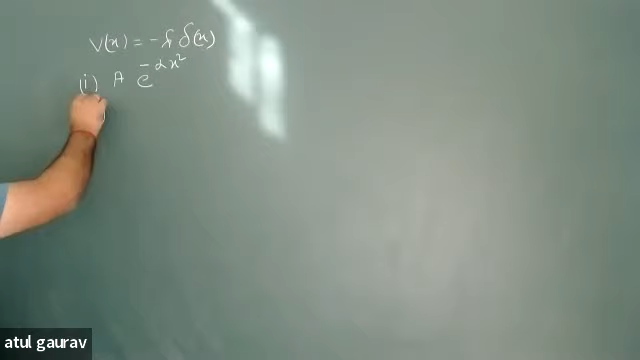 V(x) = - f δ(x)
(i) A e^{-αx²}
atul gaurav